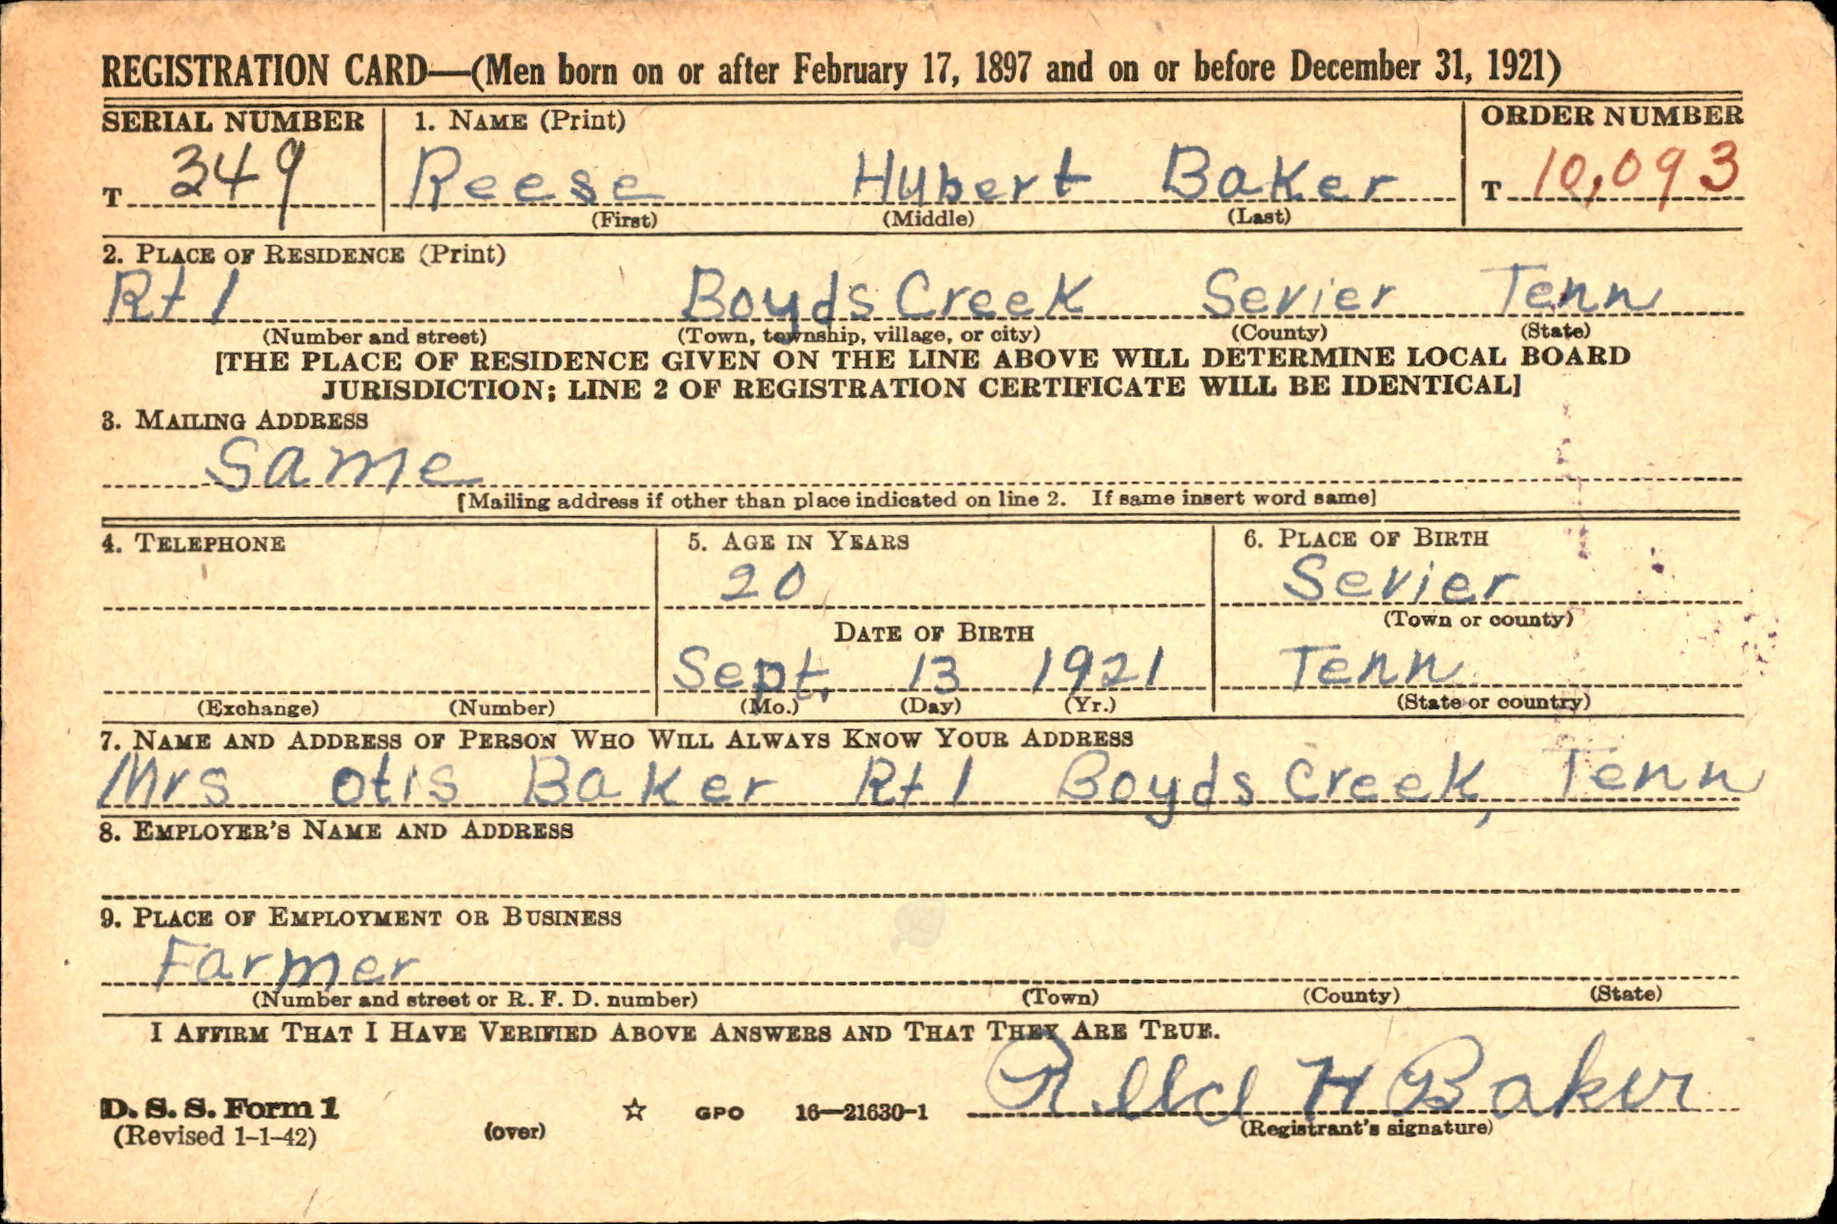 REGISTRATION CARD—(Men born on or after February 17, 1897 and on or before December 31, 1921)
SERIAL NUMBER 1. NAME (Print) ORDER NUMBER
T 349 Reese Hubert Baker T 10,093
(First) (Middle) (Last)
2. PLACE OF RESIDENCE (Print)
Rt 1 Boyds Creek Sevier Tenn
(Number and street) (Town, township, village, or city) (County) (State)
[THE PLACE OF RESIDENCE GIVEN ON THE LINE ABOVE WILL DETERMINE LOCAL BOARD
JURISDICTION; LINE 2 OF REGISTRATION CERTIFICATE WILL BE IDENTICAL]
3. MAILING ADDRESS
Same
[Mailing address if other than place indicated on line 2. If same insert word same]
4. TELEPHONE 5. AGE IN YEARS 6. PLACE OF BIRTH
20 Sevier
(Town or county)
DATE OF BIRTH
Sept. 13 1921 Tenn
(Exchange) (Number) (Mo.) (Day) (Yr.) (State or country)
7. NAME AND ADDRESS OF PERSON WHO WILL ALWAYS KNOW YOUR ADDRESS
Mrs Otis Baker Rt 1 Boyds Creek, Tenn
8. EMPLOYER'S NAME AND ADDRESS
9. PLACE OF EMPLOYMENT OR BUSINESS
Farmer
(Number and street or R. F. D. number) (Town) (County) (State)
I AFFIRM THAT I HAVE VERIFIED ABOVE ANSWERS AND THAT THEY ARE TRUE.
H Baker
D. S. S. Form 1
(Revised 1-1-42) (over) ☆ GPO 16—21630-1 (Registrant's signature)